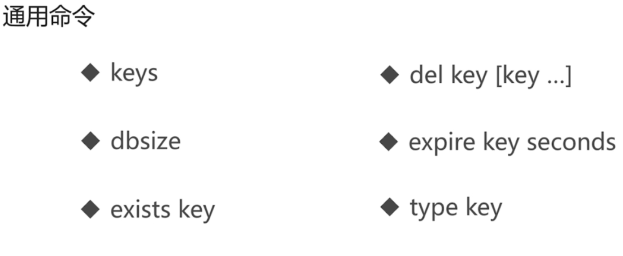 通用命令
◆ keys
◆ dbsize
◆ exists key
◆ del key [key ...]
◆ expire key seconds
◆ type key